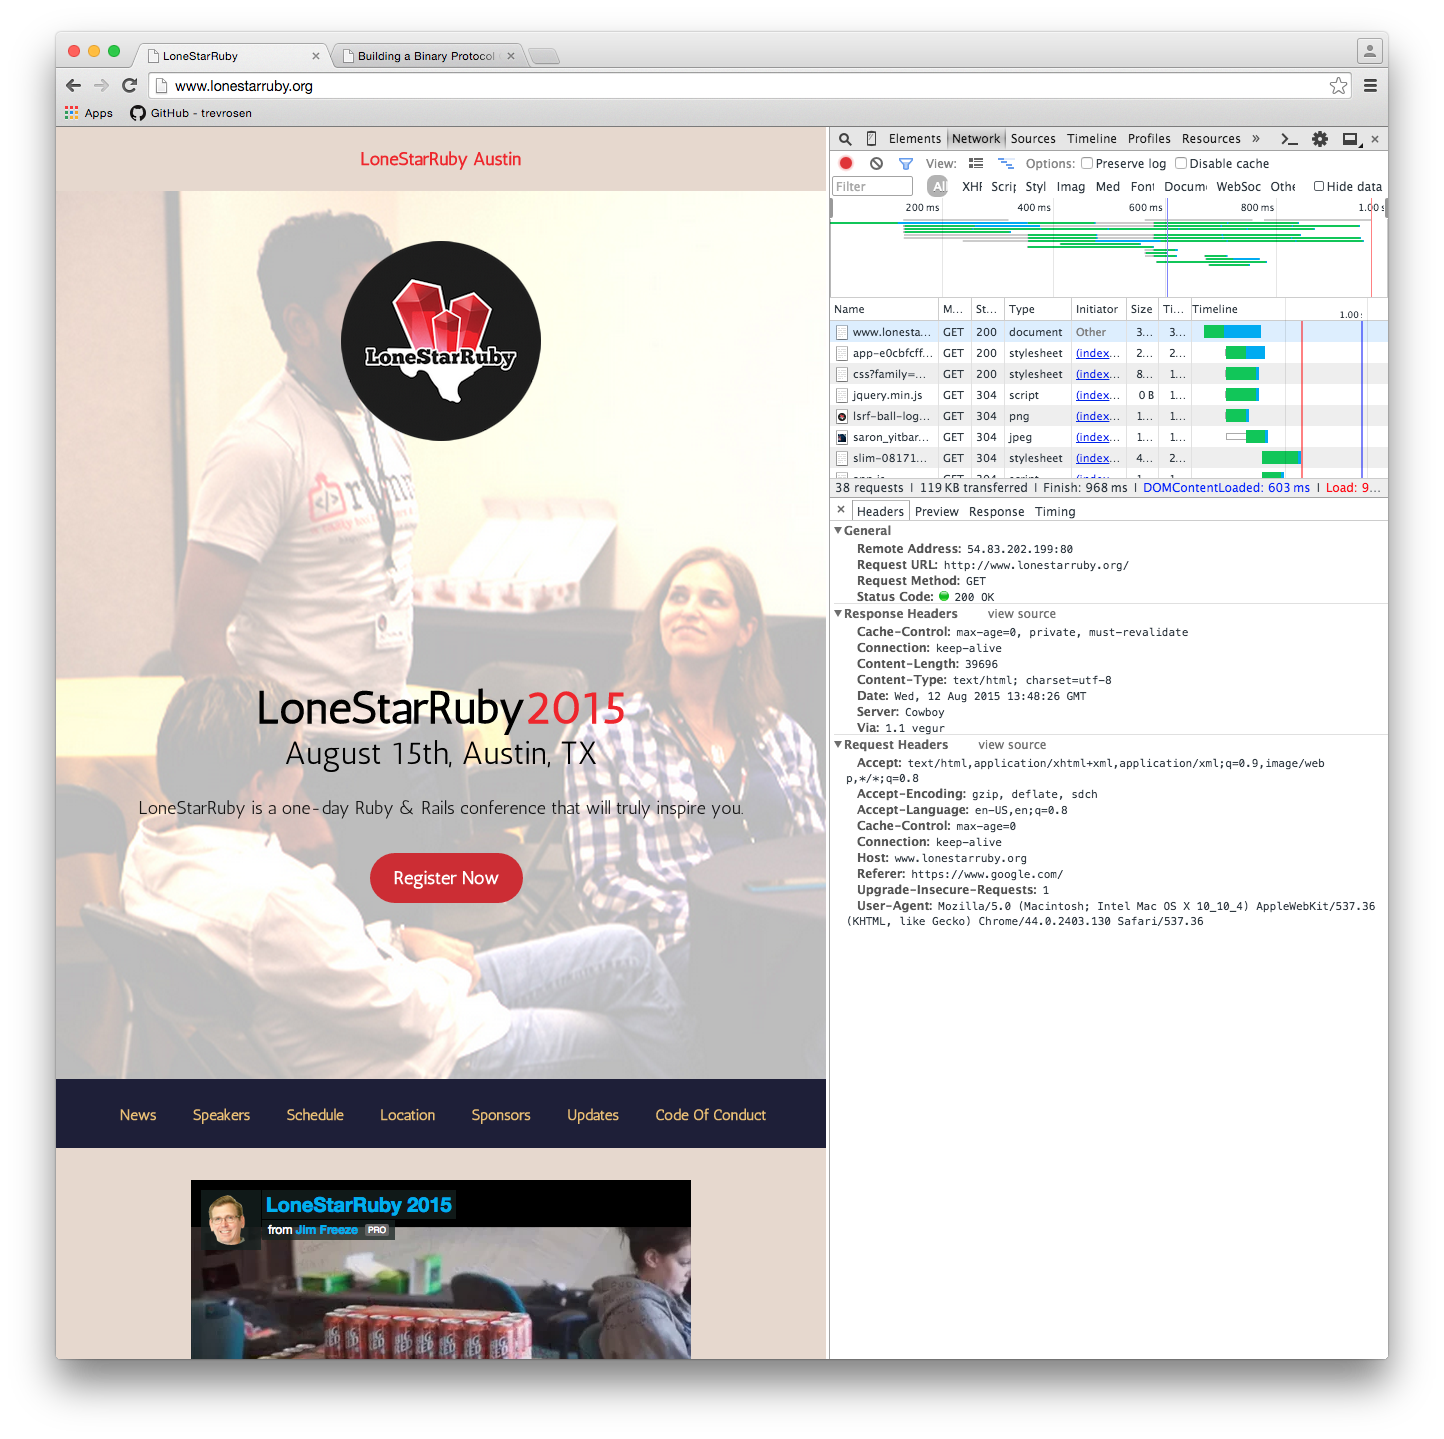 LoneStarRuby
Building a Binary Protocol
www.lonestarruby.org
Apps
GitHub - trevrosen
LoneStarRuby Austin
LoneStarRuby
LoneStarRuby2015
August 15th, Austin, TX
LoneStarRuby is a one-day Ruby & Rails conference that will truly inspire you.
Register Now
News Speakers Schedule Location Sponsors Updates Code Of Conduct
LoneStarRuby 2015
from Jim Freeze PRO
Elements Network Sources Timeline Profiles Resources »
View: Options: Preserve log Disable cache
Filter All XHR Scrip Styl Imag Med Font Docum WebSoc Othe Hide data
200 ms 400 ms 600 ms 800 ms 1.00 s
Name M... St... Type Initiator Size Ti... Timeline 1.00 s
www.lonesta... GET 200 document Other 3... 3...
app-e0cbfcff... GET 200 stylesheet (index... 2... 2...
css?family=... GET 200 stylesheet (index... 8... 1...
jquery.min.js GET 304 script (index... 0 B 1...
lsrf-ball-log... GET 304 png (index... 1... 1...
saron_yitbar... GET 304 jpeg (index... 1... 1...
slim-08171... GET 304 stylesheet (index... 4... 2...
38 requests | 119 KB transferred | Finish: 968 ms | DOMContentLoaded: 603 ms | Load: 9...
× Headers Preview Response Timing
General
Remote Address: 54.83.202.199:80
Request URL: http://www.lonestarruby.org/
Request Method: GET
Status Code: 200 OK
Response Headers view source
Cache-Control: max-age=0, private, must-revalidate
Connection: keep-alive
Content-Length: 39696
Content-Type: text/html; charset=utf-8
Date: Wed, 12 Aug 2015 13:48:26 GMT
Server: Cowboy
Via: 1.1 vegur
Request Headers view source
Accept: text/html,application/xhtml+xml,application/xml;q=0.9,image/web
p,*/*;q=0.8
Accept-Encoding: gzip, deflate, sdch
Accept-Language: en-US,en;q=0.8
Cache-Control: max-age=0
Connection: keep-alive
Host: www.lonestarruby.org
Referer: https://www.google.com/
Upgrade-Insecure-Requests: 1
User-Agent: Mozilla/5.0 (Macintosh; Intel Mac OS X 10_10_4) AppleWebKit/537.36
(KHTML, like Gecko) Chrome/44.0.2403.130 Safari/537.36